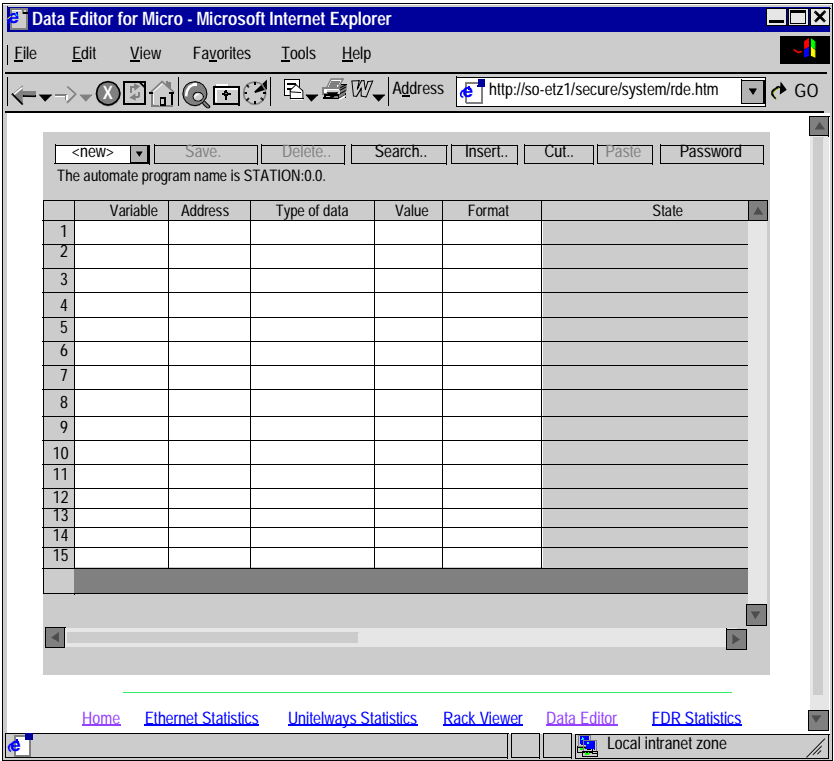 Data Editor for Micro - Microsoft Internet Explorer
File Edit View Favorites Tools Help
W Address http://so-etz1/secure/system/rde.htm GO
<new> Save. Delete.. Search.. Insert.. Cut.. Paste Password
The automate program name is STATION:0.0.
Variable Address Type of data Value Format State
1
2
3
4
5
6
7
8
9
10
11
12
13
14
15
Home Ethernet Statistics Unitelways Statistics Rack Viewer Data Editor FDR Statistics
Local intranet zone